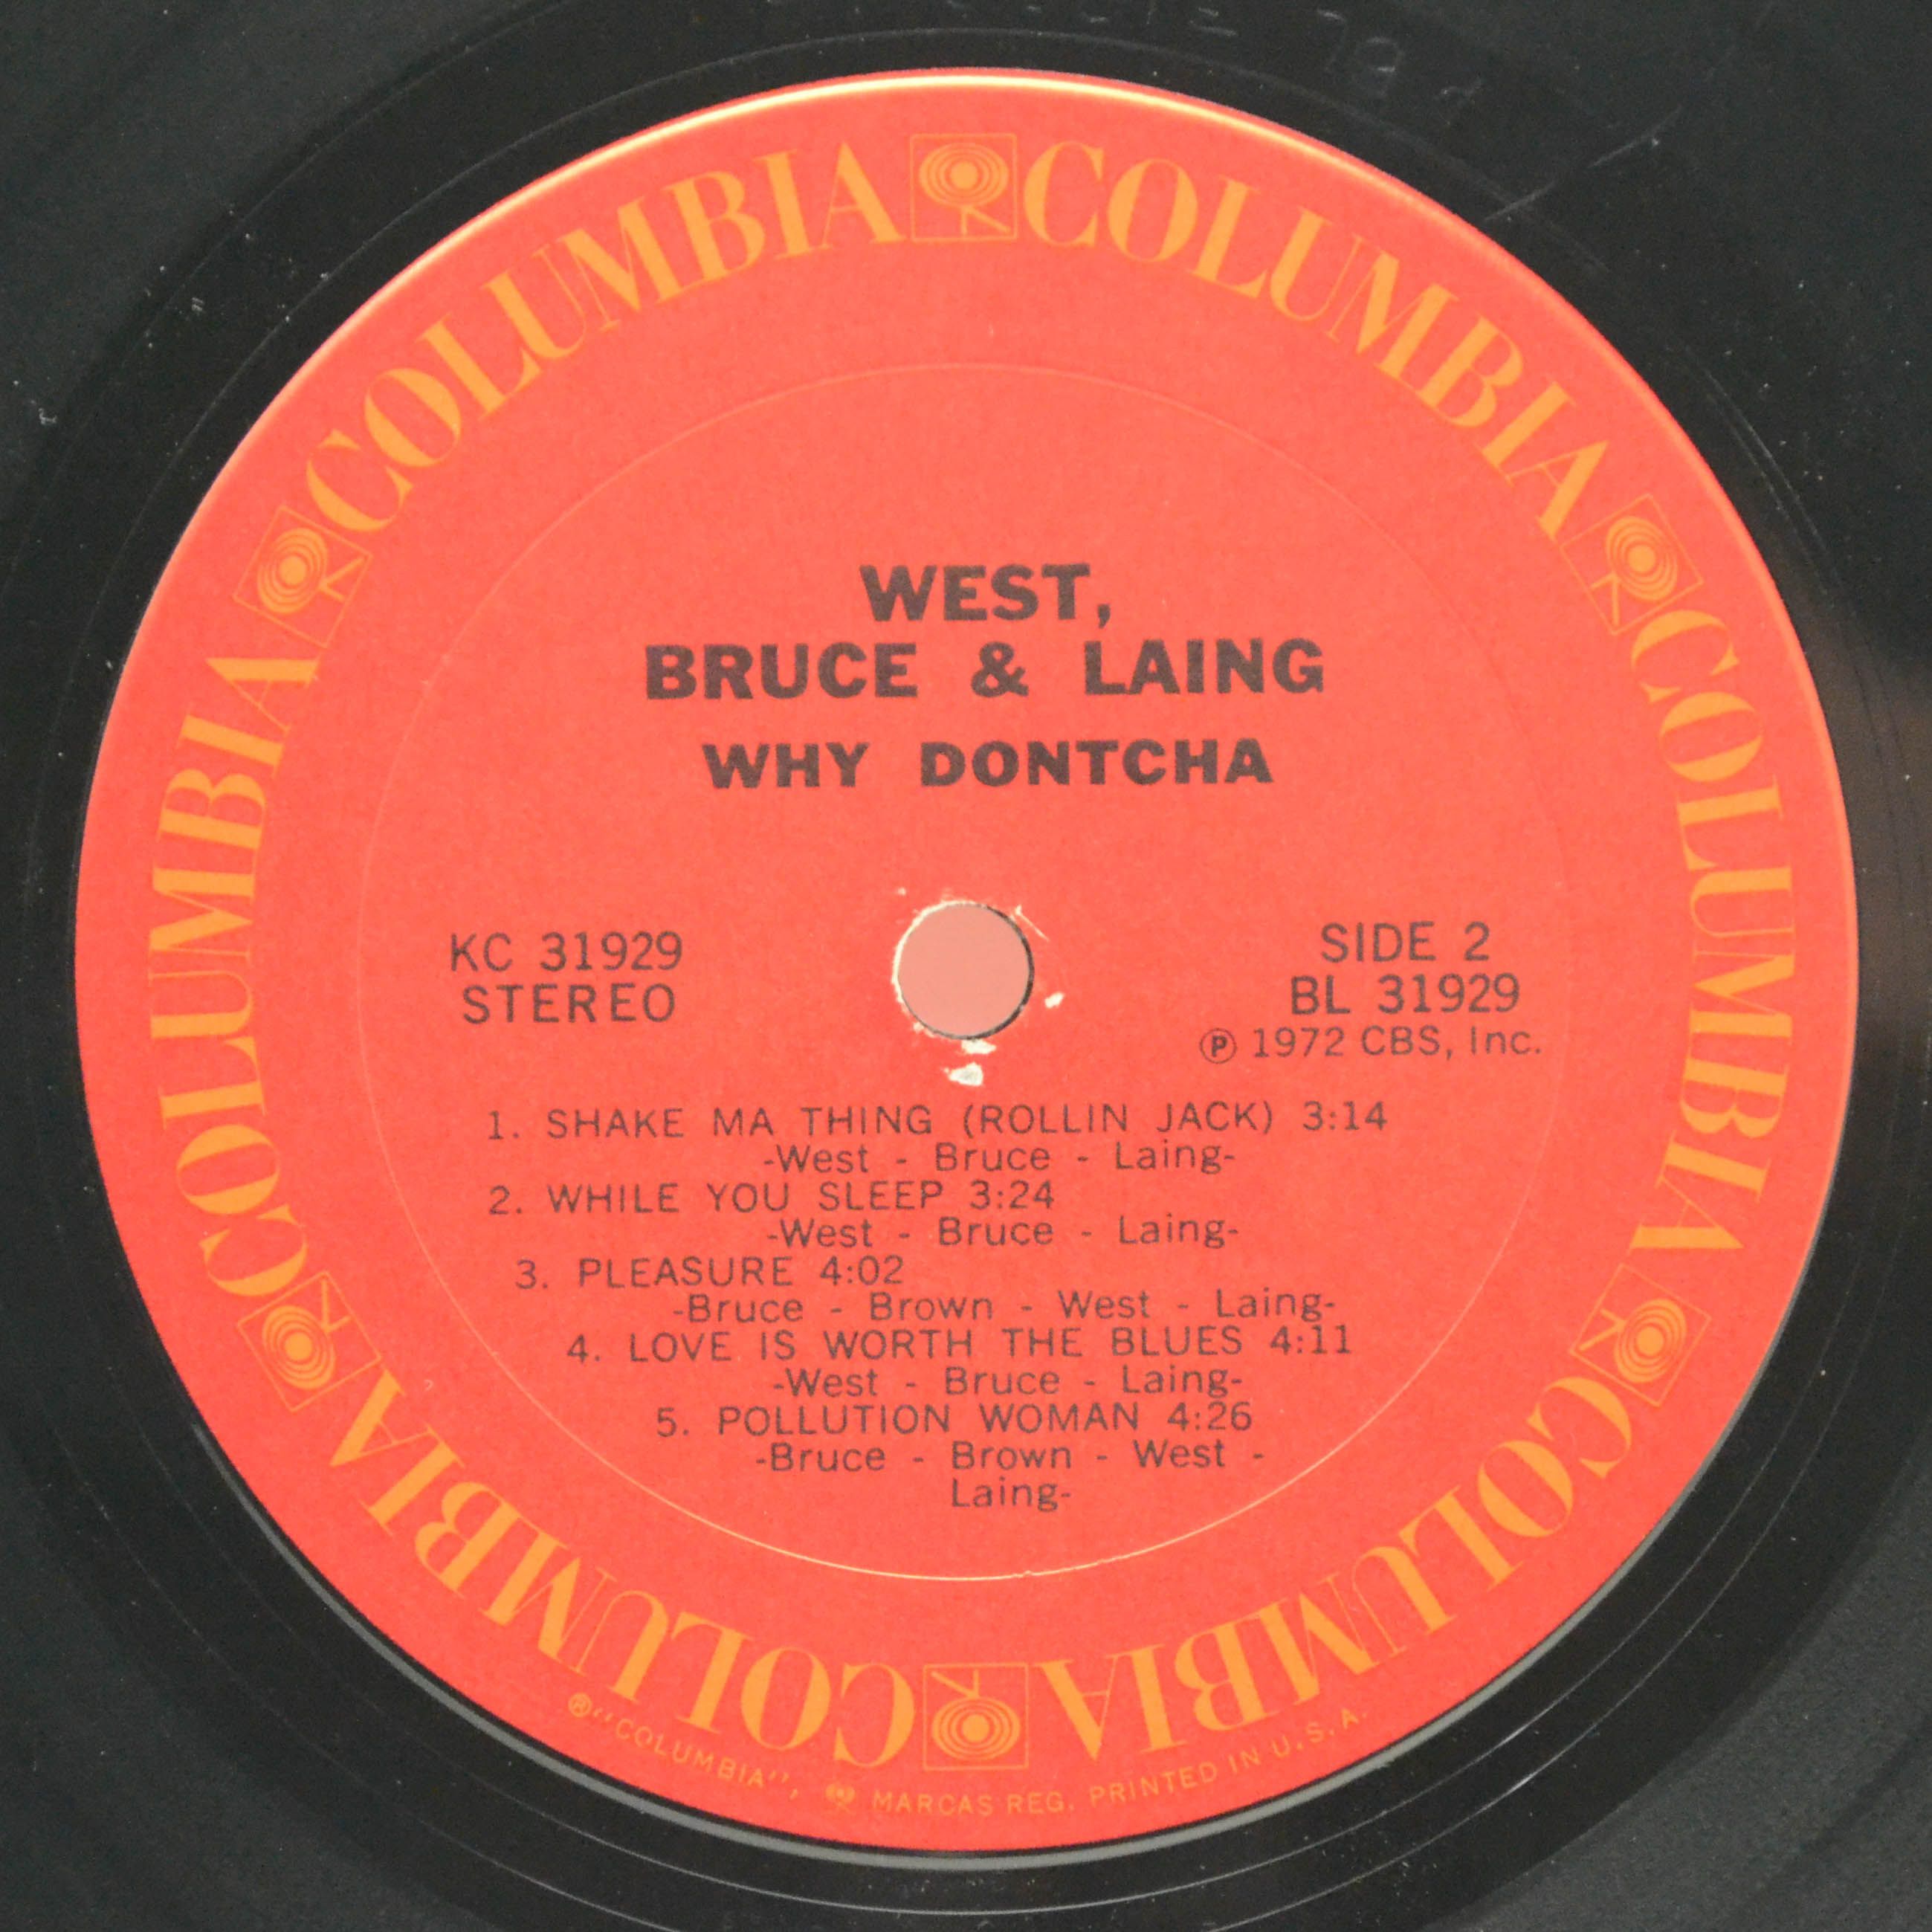 COLUMBIA COLUMBIA COLUMBIA COLUMBIA COLUMBIA COLUMBIA
WEST,
BRUCE & LAING
WHY DONTCHA
KC 31929
STEREO
SIDE 2
BL 31929
℗ 1972 CBS, Inc.
1. SHAKE MA THING (ROLLIN JACK) 3:14
-West - Bruce - Laing-
2. WHILE YOU SLEEP 3:24
-West - Bruce - Laing-
3. PLEASURE 4:02
-Bruce - Brown - West - Laing-
4. LOVE IS WORTH THE BLUES 4:11
-West - Bruce - Laing-
5. POLLUTION WOMAN 4:26
-Bruce - Brown - West -
Laing-
® "COLUMBIA", MARCAS REG. PRINTED IN U.S.A.